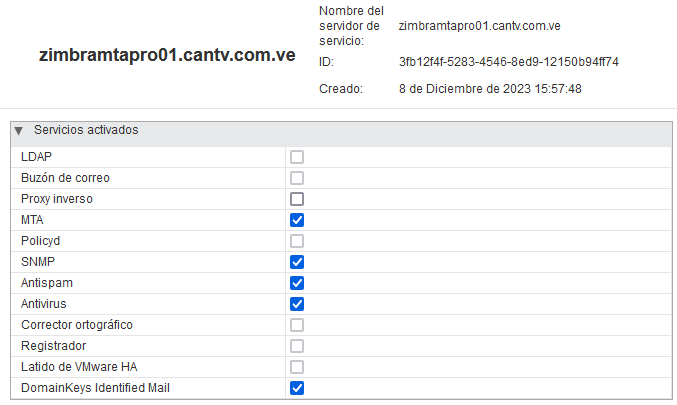 zimbramtapro01.cantv.com.ve
Nombre del
servidor de
servicio:
zimbramtapro01.cantv.com.ve
ID:
3fb12f4f-5283-4546-8ed9-12150b94ff74
Creado:
8 de Diciembre de 2023 15:57:48
Servicios activados
LDAP
Buzón de correo
Proxy inverso
MTA
Policyd
SNMP
Antispam
Antivirus
Corrector ortográfico
Registrador
Latido de VMware HA
DomainKeys Identified Mail